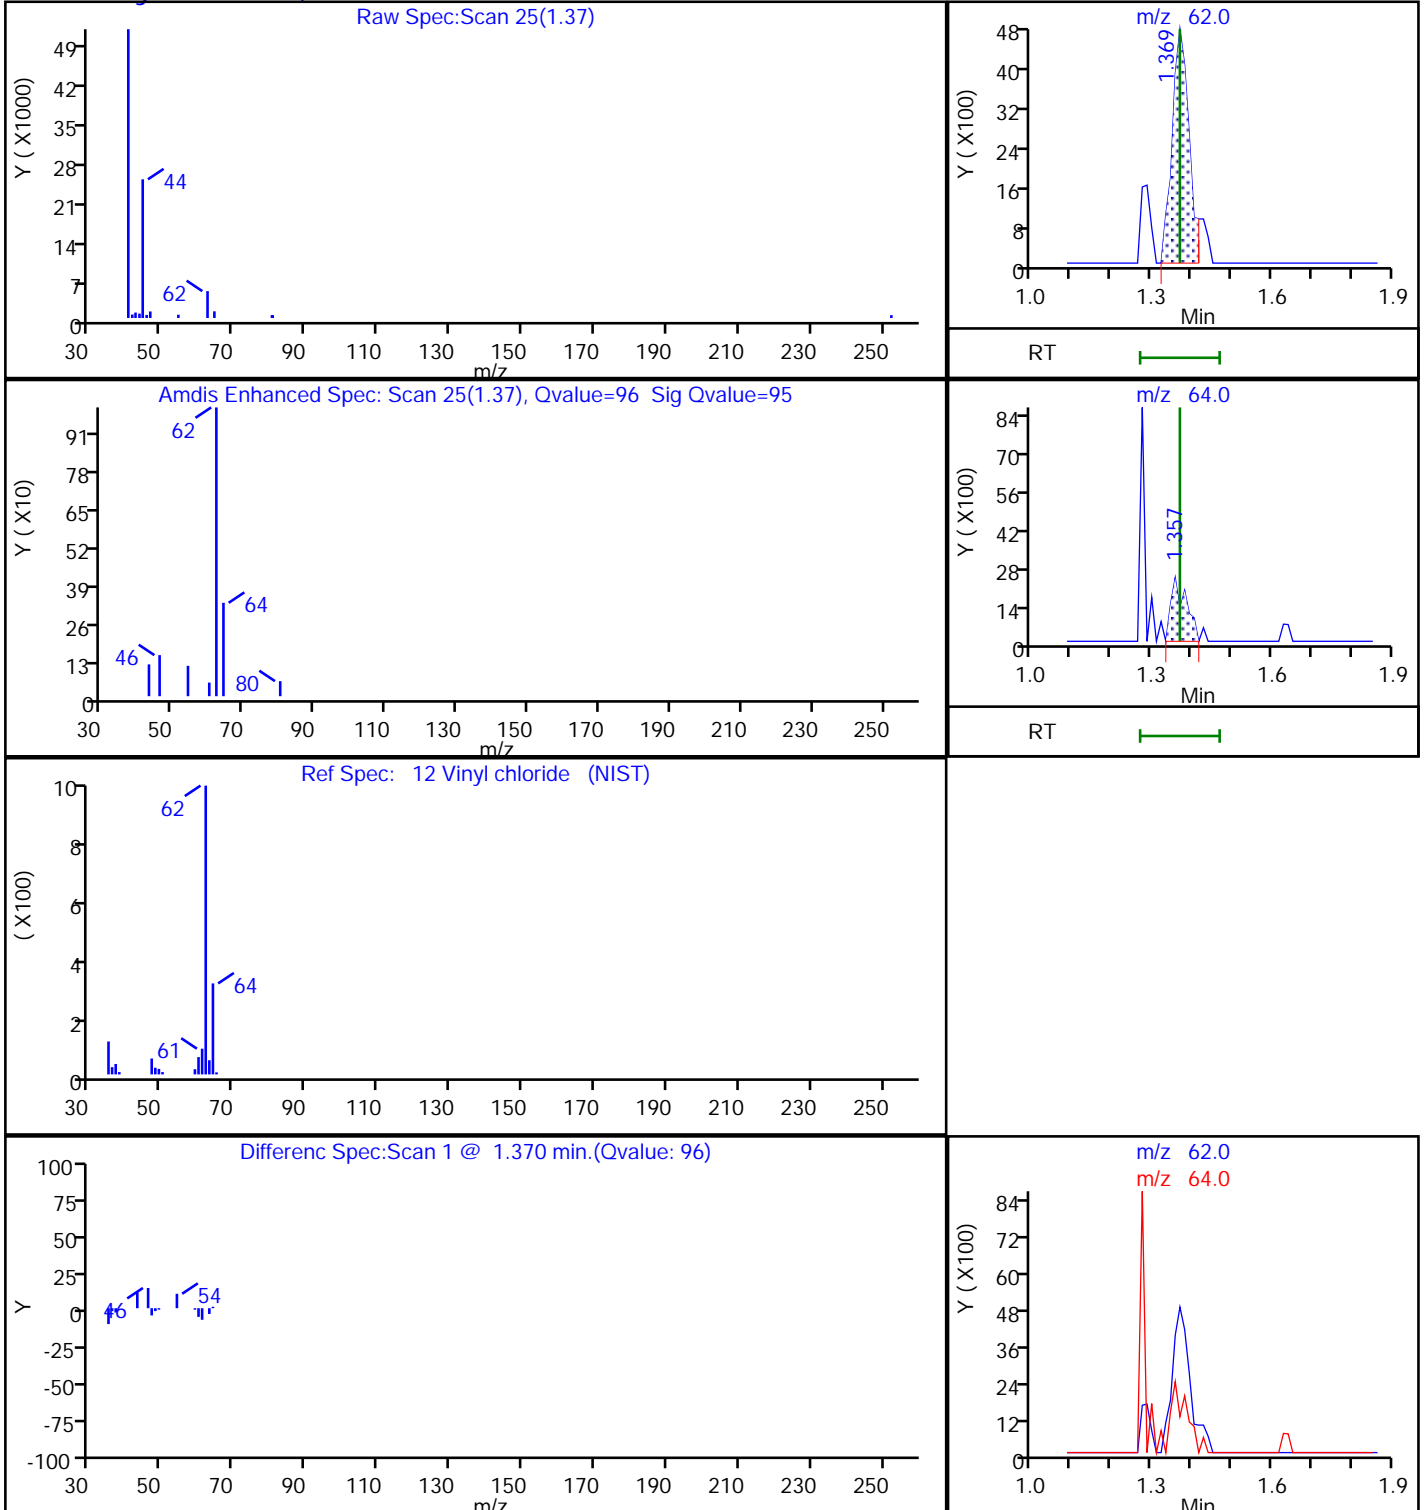 Raw Spec:Scan 25(1.37)
Y ( X1000)
49
42
35
28
21
14
7
0
44
62
30 50 70 90 110 130 150 170 190 210 230 250
m/z
m/z 62.0
Y ( X100)
48
40
32
24
16
8
0
1.369
1.0 1.3 1.6 1.9
Min
RT
Amdis Enhanced Spec: Scan 25(1.37), Qvalue=96 Sig Qvalue=95
Y ( X10)
91
78
65
52
39
26
13
0
62
64
46
80
30 50 70 90 110 130 150 170 190 210 230 250
m/z
m/z 64.0
Y ( X100)
84
70
56
42
28
14
0
1.357
1.0 1.3 1.6 1.9
Min
RT
Ref Spec: 12 Vinyl chloride (NIST)
( X100)
10
8
6
4
2
0
62
64
61
30 50 70 90 110 130 150 170 190 210 230 250
Differenc Spec:Scan 1 @ 1.370 min.(Qvalue: 96)
Y
100
75
50
25
0
-25
-50
-75
-100
46
54
30 50 70 90 110 130 150 170 190 210 230 250
m/z
m/z 62.0
m/z 64.0
Y ( X100)
84
72
60
48
36
24
12
0
1.0 1.3 1.6 1.9
Min